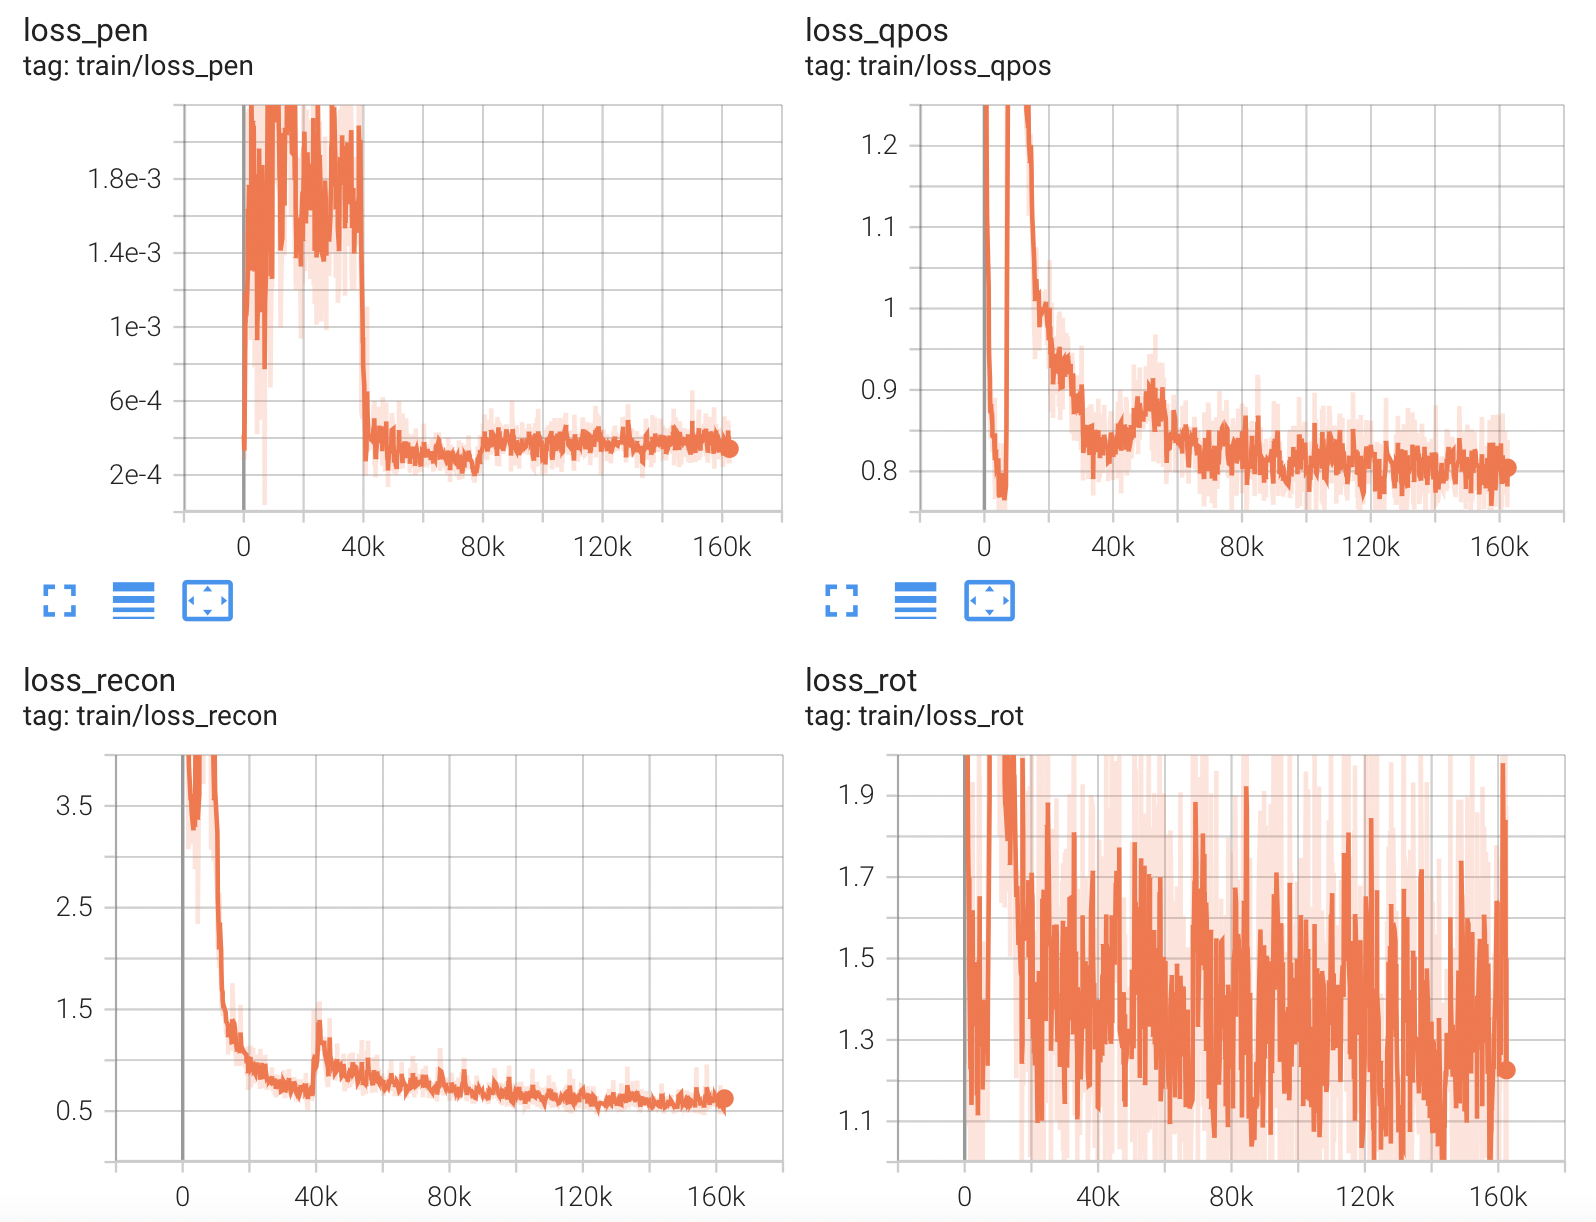 loss_pen
tag: train/loss_pen
1.8e-3
1.4e-3
1e-3
6e-4
2e-4
0 40k 80k 120k 160k
loss_qpos
tag: train/loss_qpos
1.2
1.1
1
0.9
0.8
0 40k 80k 120k 160k
loss_recon
tag: train/loss_recon
3.5
2.5
1.5
0.5
0 40k 80k 120k 160k
loss_rot
tag: train/loss_rot
1.9
1.7
1.5
1.3
1.1
0 40k 80k 120k 160k